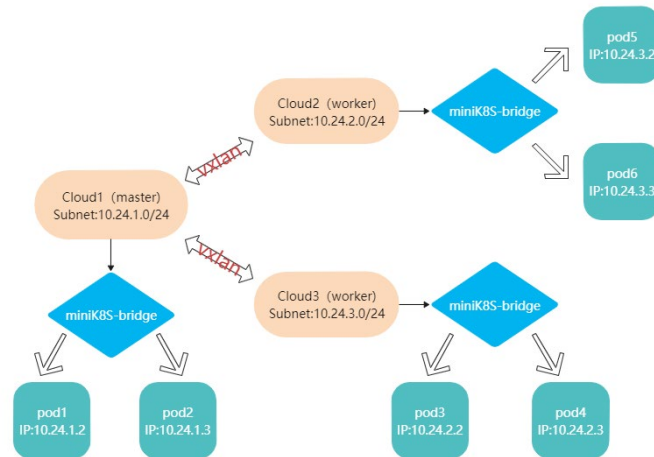 pod5
IP:10.24.3.2
Cloud2（worker)
Subnet:10.24.2.0/24
miniK8S-bridge
vxlan
pod6
IP:10.24.3.3
Cloud1（master)
Subnet:10.24.1.0/24
vxlan
Cloud3（worker)
Subnet:10.24.3.0/24
miniK8S-bridge
miniK8S-bridge
pod1
IP:10.24.1.2
pod2
IP:10.24.1.3
pod3
IP:10.24.2.2
pod4
IP:10.24.2.3